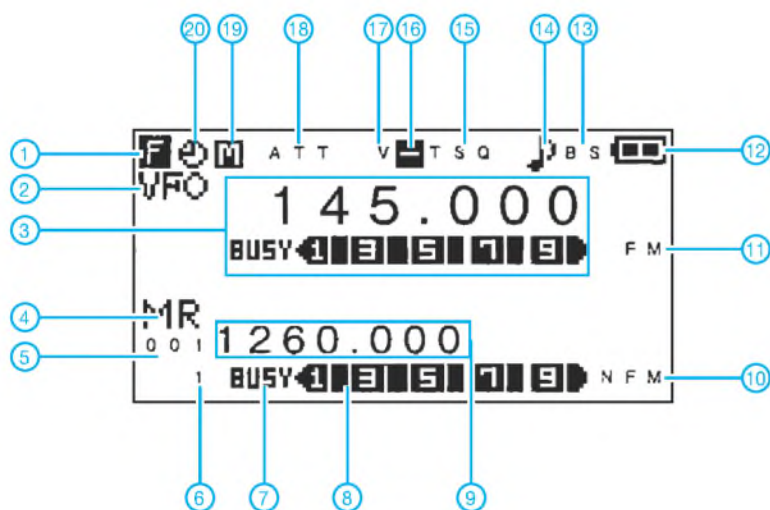 20 19 18 17 16 15 14 13
1 F M ATT V – TSQ BS 12
2 VFO
145.000
3 BUSY 1 3 5 7 9 FM 11
4 MR
5 001 1260.000
1 BUSY 1 3 5 7 9 NFM 10
6 7 8 9